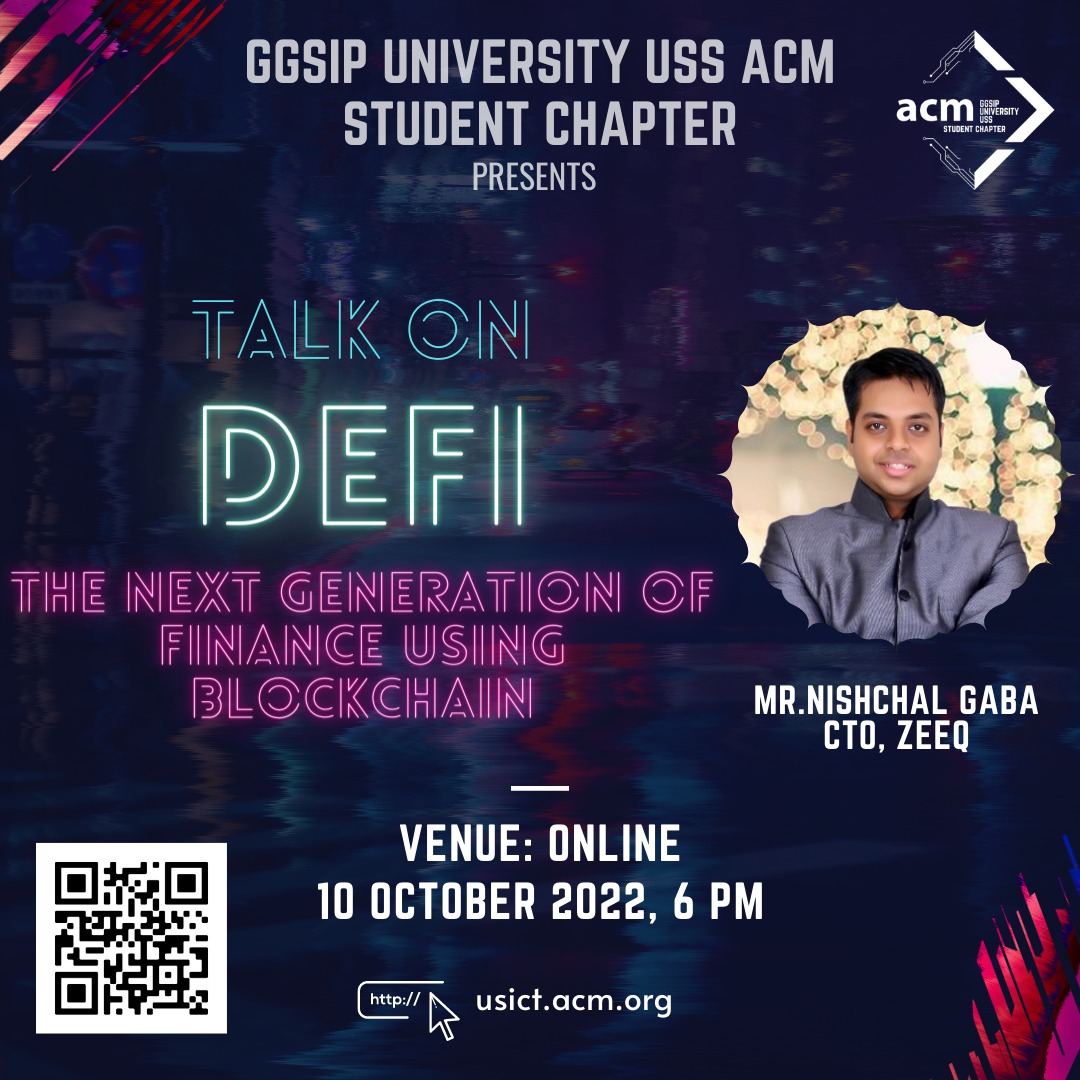 GGSIP UNIVERSITY USS ACM
STUDENT CHAPTER
PRESENTS
acm
GGSIP
UNIVERSITY
USS
STUDENT CHAPTER
TALK ON
DEFI
THE NEXT GENERATION OF
FINANCE USING
BLOCKCHAIN
MR.NISHCHAL GABA
CTO, ZEEQ
VENUE: ONLINE
10 OCTOBER 2022, 6 PM
http://
usict.acm.org